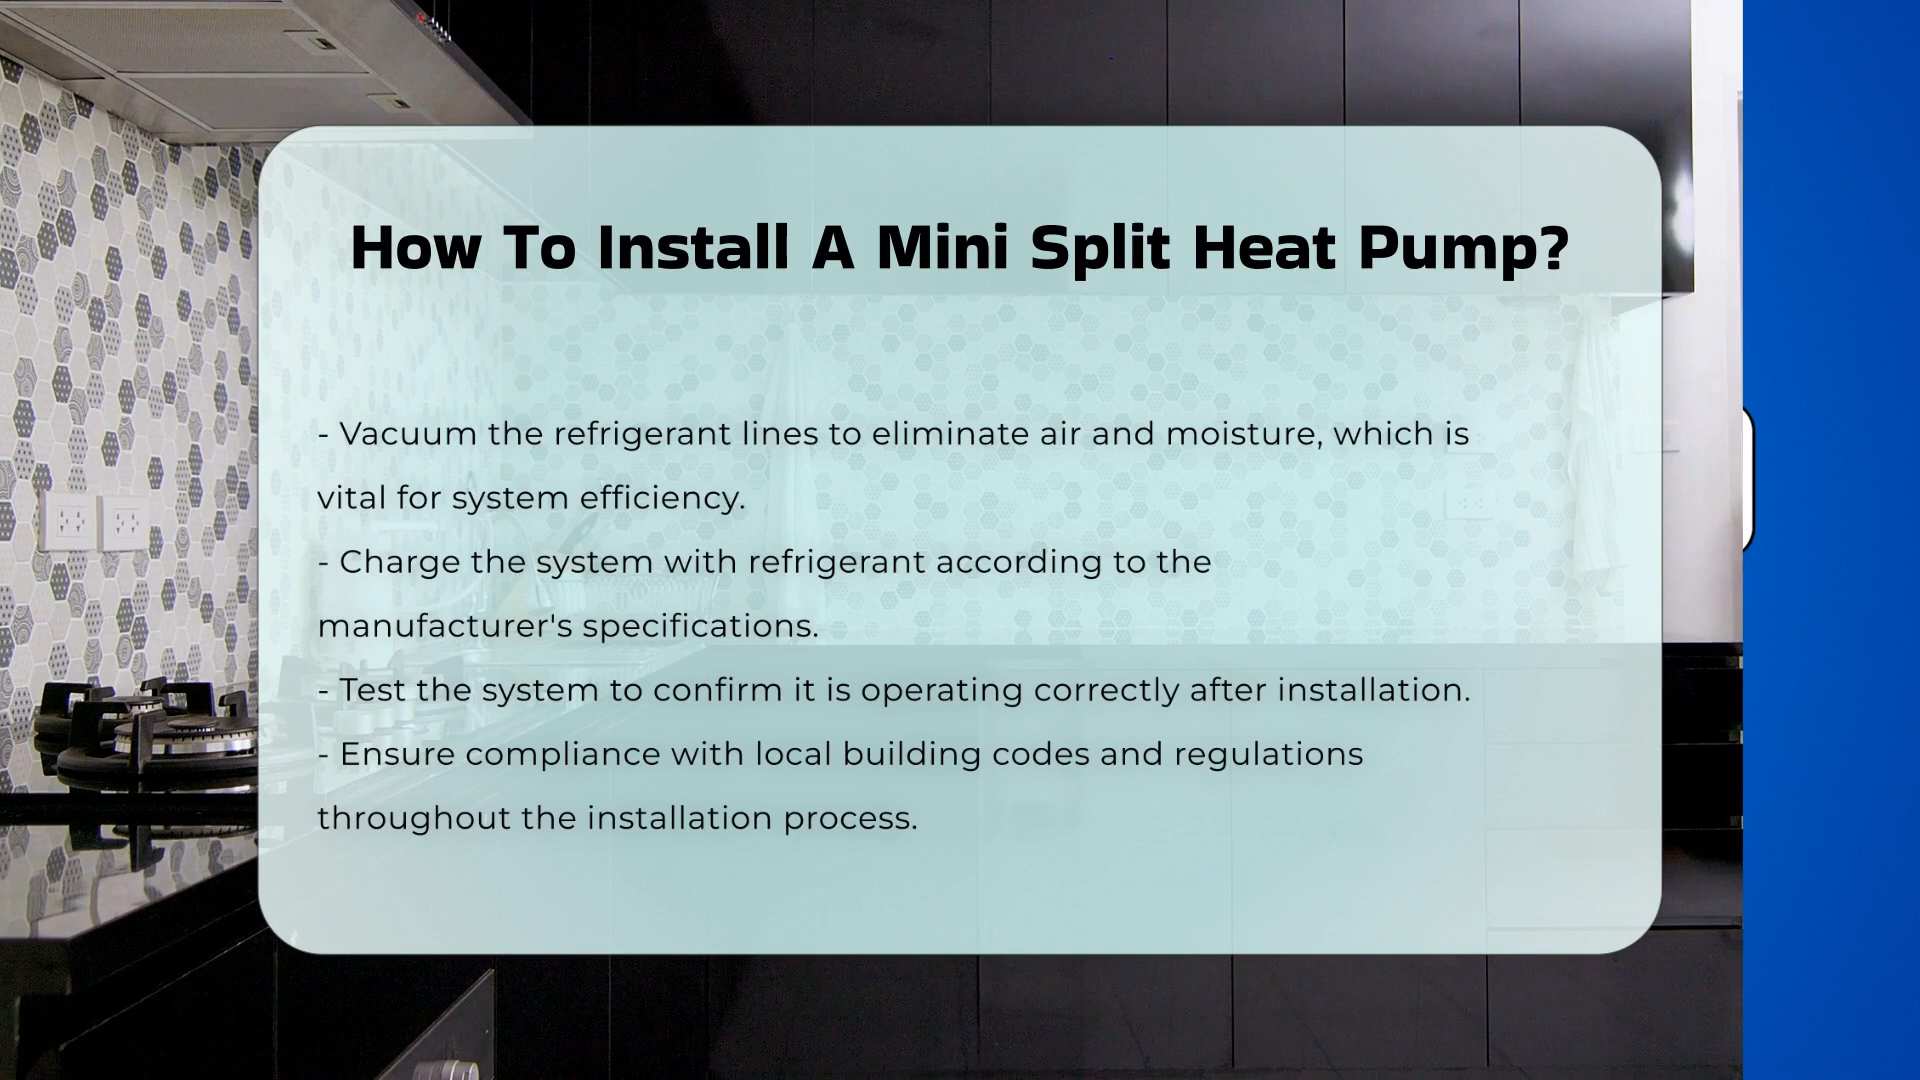 How To Install A Mini Split Heat Pump?
- Vacuum the refrigerant lines to eliminate air and moisture, which is
vital for system efficiency.
- Charge the system with refrigerant according to the
manufacturer's specifications.
- Test the system to confirm it is operating correctly after installation.
- Ensure compliance with local building codes and regulations
throughout the installation process.